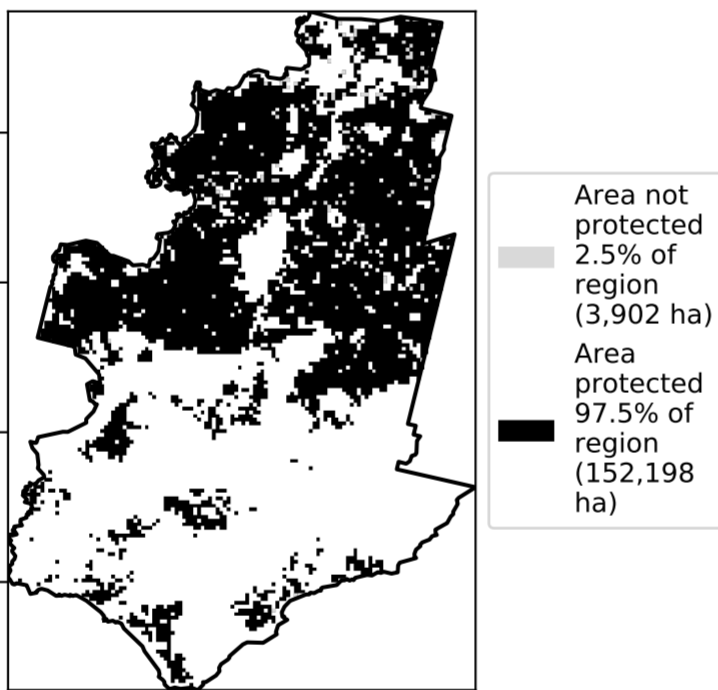 Area not
protected
2.5% of
region
(3,902 ha)
Area
protected
97.5% of
region
(152,198
ha)